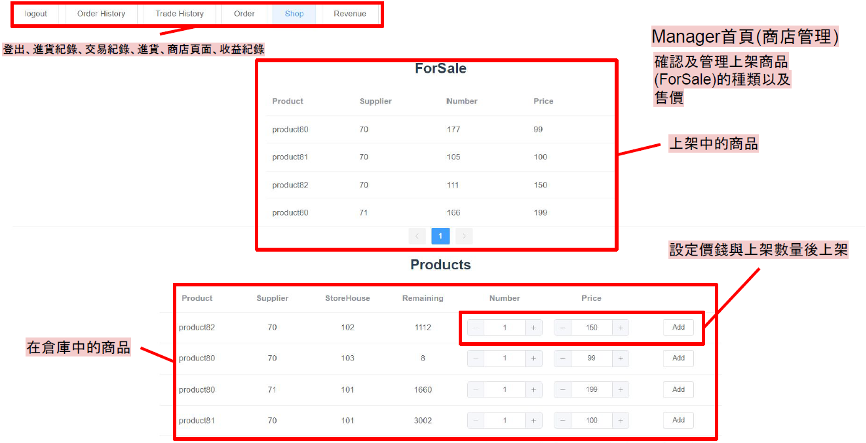 logout Order History Trade History Order Shop Revenue
登出、進貨紀錄、交易紀錄、進貨、商店頁面、收益紀錄
Manager首頁(商店管理)
確認及管理上架商品
(ForSale)的種類以及
售價
ForSale
Product Supplier Number Price
product80 70 177 99
product81 70 105 100
product82 70 111 150
product80 71 166 199
上架中的商品
< 1 >
設定價錢與上架數量後上架
Products
Product Supplier StoreHouse Remaining Number Price
product82 70 102 1112 − 1 + − 150 + Add
在倉庫中的商品
product80 70 103 8 − 1 + − 99 + Add
product80 71 101 1660 − 1 + − 199 + Add
product81 70 101 3002 − 1 + − 100 + Add